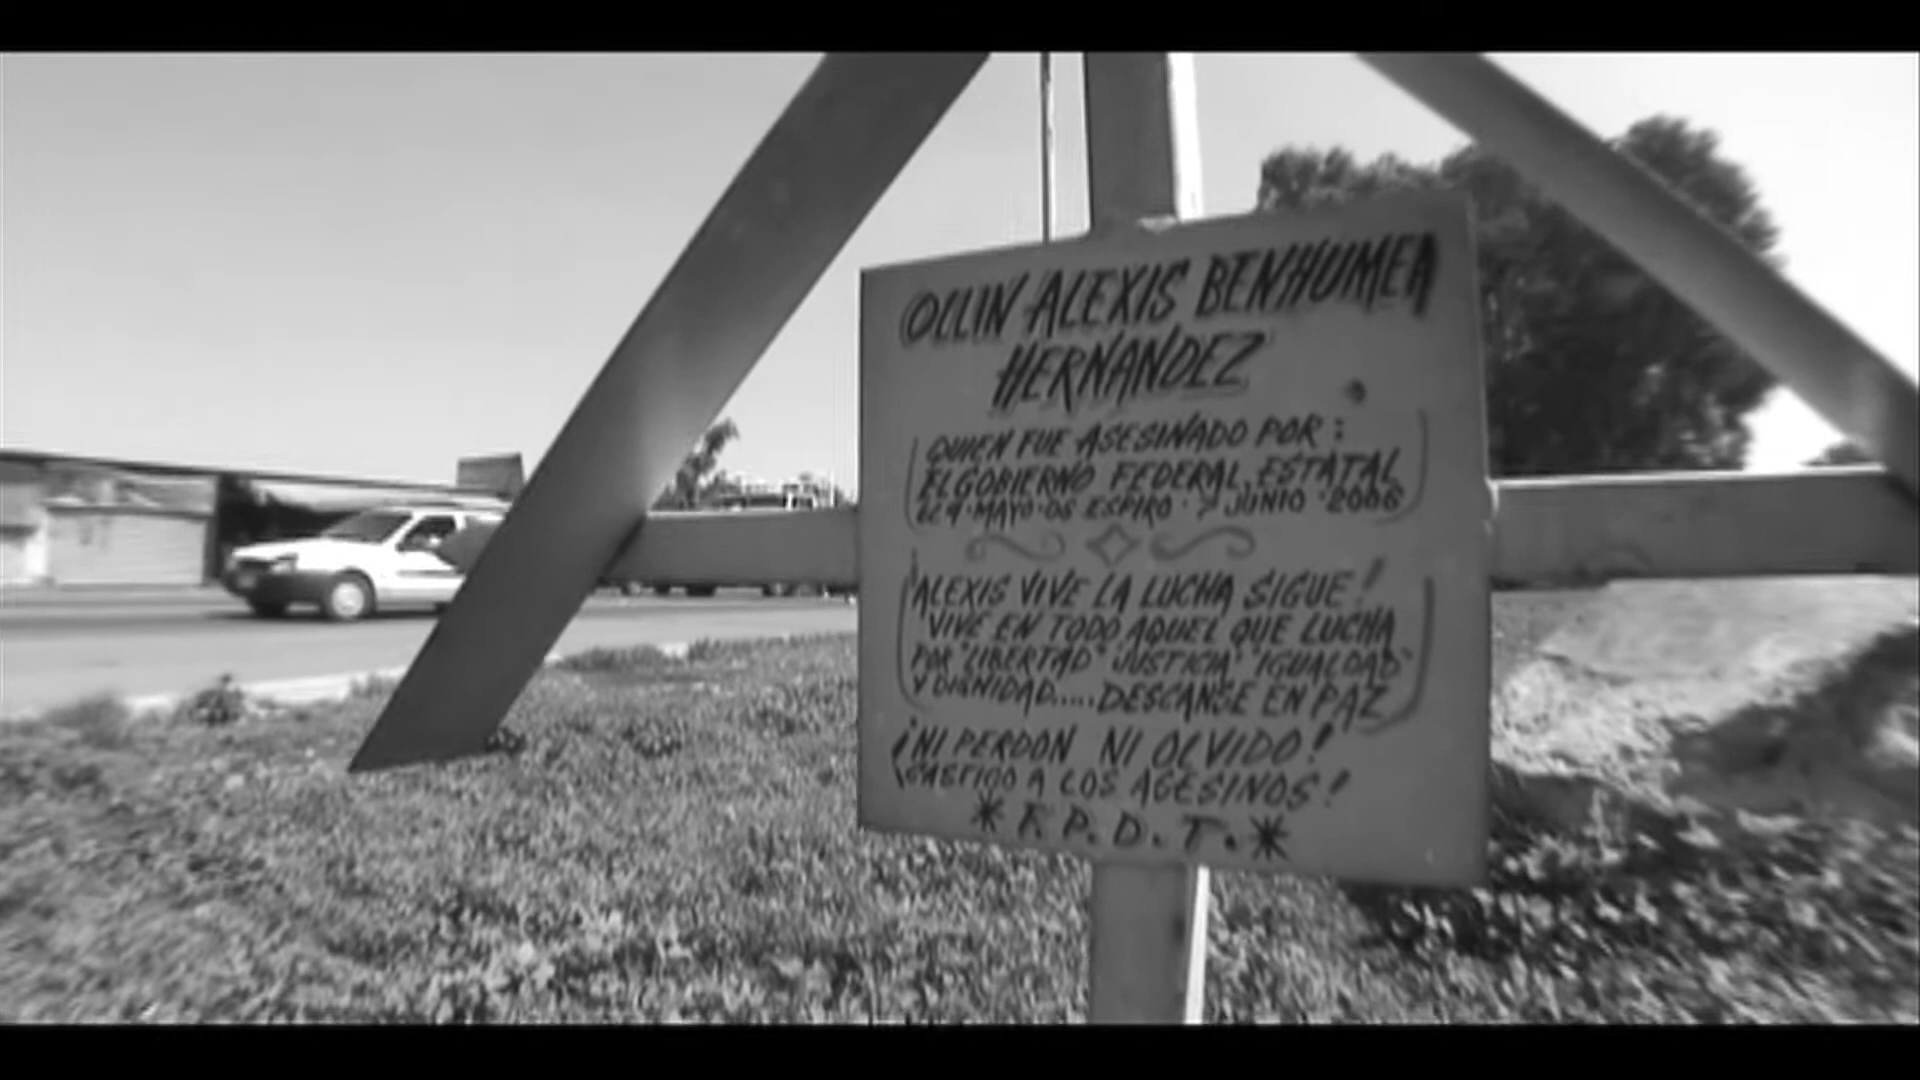 OLLIN ALEXIS BENHUMEA
HERNANDEZ
QUIEN FUE ASESINADO POR:
EL GOBIERNO FEDERAL, ESTATAL
EL 4·MAYO·06 ESPIRO·7 JUNIO·2006
ALEXIS VIVE LA LUCHA SIGUE!
VIVE EN TODO AQUEL QUE LUCHA
POR "LIBERTAD" JUSTICIA" "IGUALDAD"
Y DIGNIDAD.....DESCANSE EN PAZ
¡NI PERDON NI OLVIDO!
¡CASTIGO A LOS ACESINOS!
*F.P.D.T.*